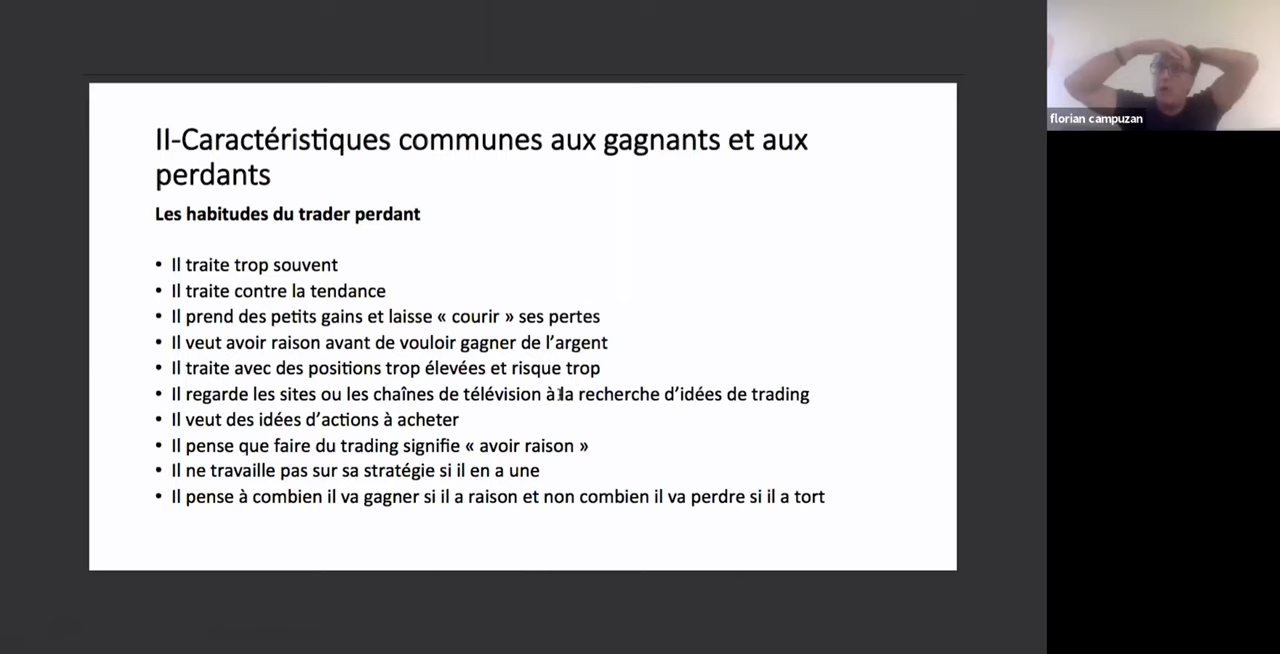 II-Caractéristiques communes aux gagnants et aux
perdants
Les habitudes du trader perdant
• Il traite trop souvent
• Il traite contre la tendance
• Il prend des petits gains et laisse « courir » ses pertes
• Il veut avoir raison avant de vouloir gagner de l'argent
• Il traite avec des positions trop élevées et risque trop
• Il regarde les sites ou les chaînes de télévision à la recherche d'idées de trading
• Il veut des idées d'actions à acheter
• Il pense que faire du trading signifie « avoir raison »
• Il ne travaille pas sur sa stratégie si il en a une
• Il pense à combien il va gagner si il a raison et non combien il va perdre si il a tort
florian campuzan